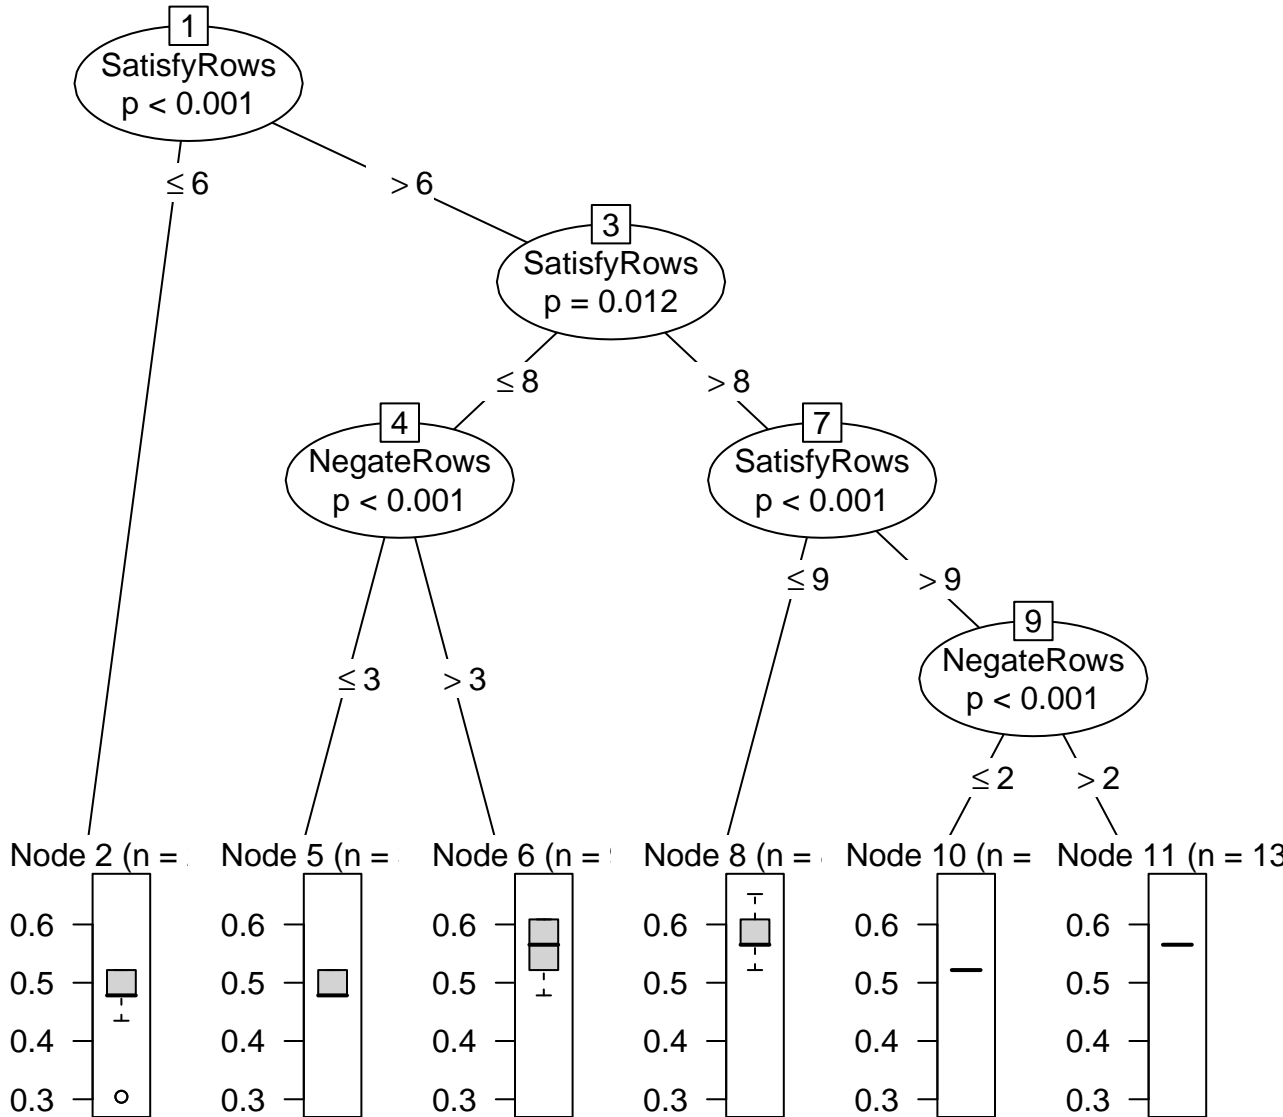 1
SatisfyRows
p < 0.001
≤ 6
> 6
3
SatisfyRows
p = 0.012
≤ 8
> 8
4
NegateRows
p < 0.001
7
SatisfyRows
p < 0.001
≤ 3
> 3
≤ 9
> 9
9
NegateRows
p < 0.001
≤ 2
> 2
Node 2 (n =
0.6
0.5
0.4
0.3
Node 5 (n =
0.6
0.5
0.4
0.3
Node 6 (n =
0.6
0.5
0.4
0.3
Node 8 (n =
0.6
0.5
0.4
0.3
Node 10 (n =
0.6
0.5
0.4
0.3
Node 11 (n = 13
0.6
0.5
0.4
0.3